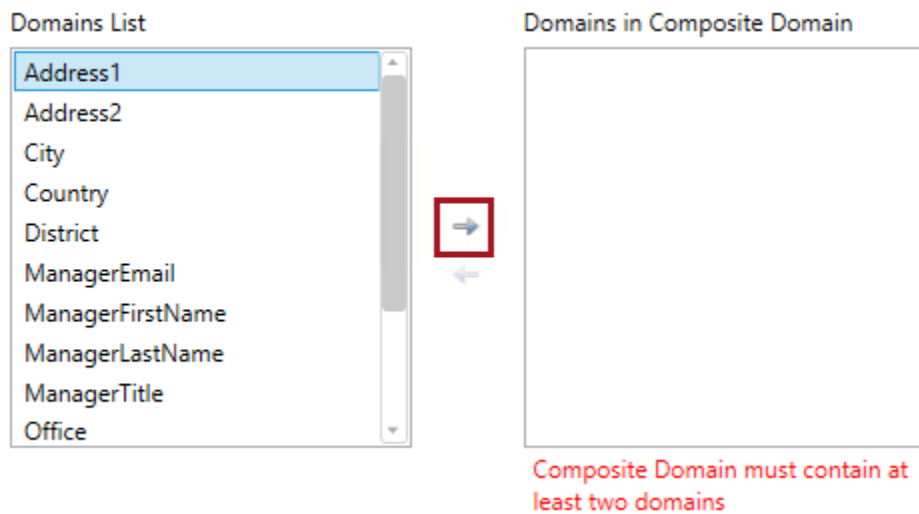 Domains List
Address1
Address2
City
Country
District
ManagerEmail
ManagerFirstName
ManagerLastName
ManagerTitle
Office
Domains in Composite Domain
Composite Domain must contain at
least two domains